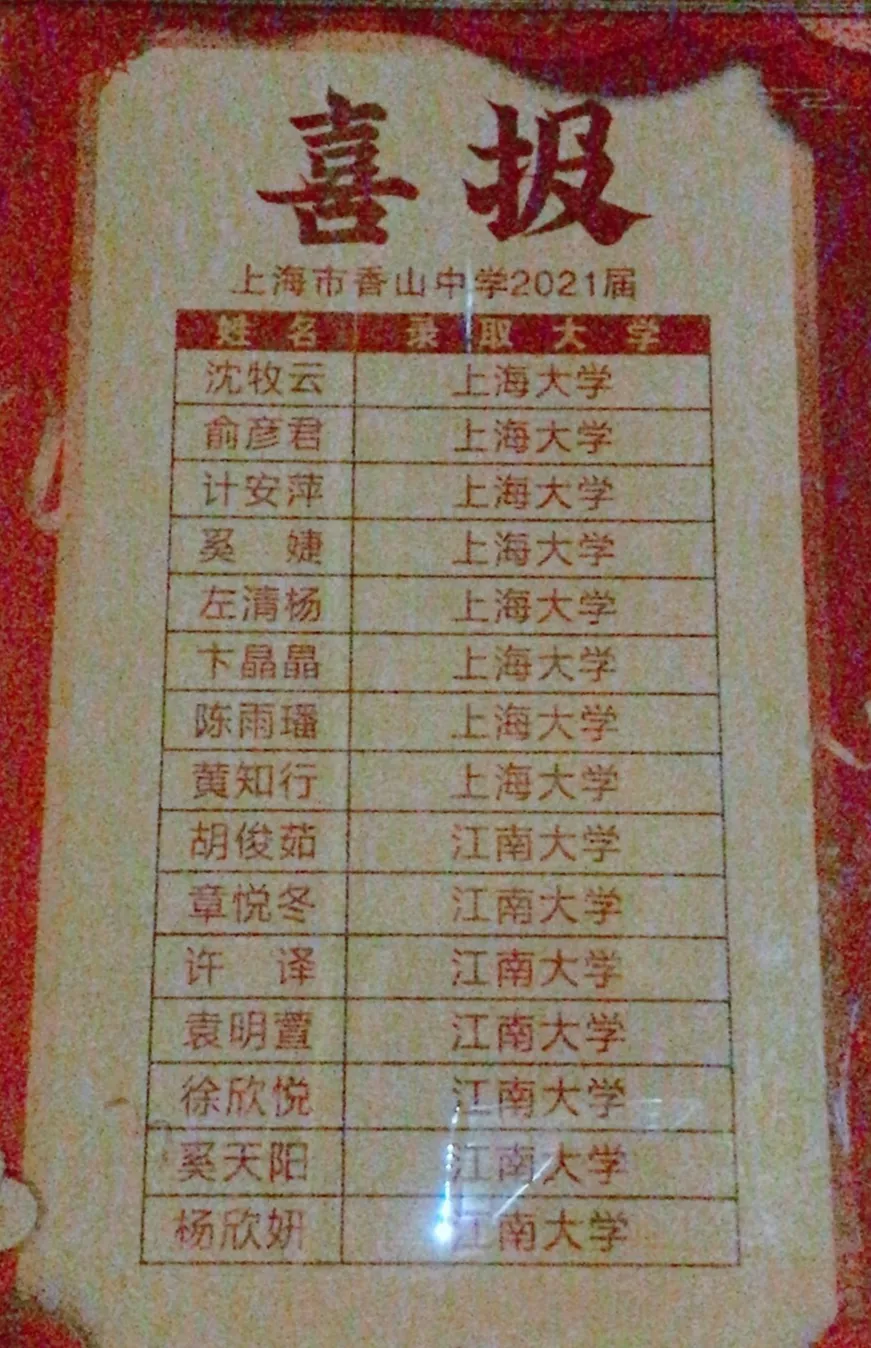 喜报
上海市香山中学2021届
姓 名 录 取 大 学
沈牧云 上海大学
俞彦君 上海大学
计安萍 上海大学
奚 婕 上海大学
左清杨 上海大学
卞晶晶 上海大学
陈雨璠 上海大学
黄知行 上海大学
胡俊茹 江南大学
章悦冬 江南大学
许 译 江南大学
袁明萱 江南大学
徐欣悦 江南大学
奚天阳 江南大学
杨欣妍 江南大学